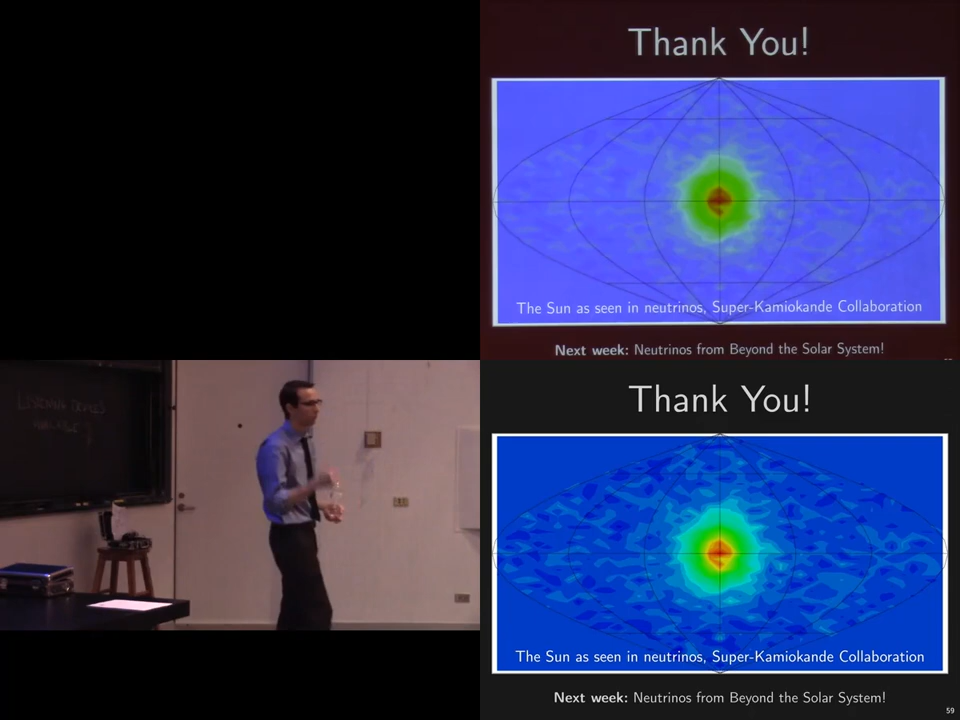 Thank You!
The Sun as seen in neutrinos, Super-Kamiokande Collaboration
Next week: Neutrinos from Beyond the Solar System!
Thank You!
The Sun as seen in neutrinos, Super-Kamiokande Collaboration
Next week: Neutrinos from Beyond the Solar System!
59